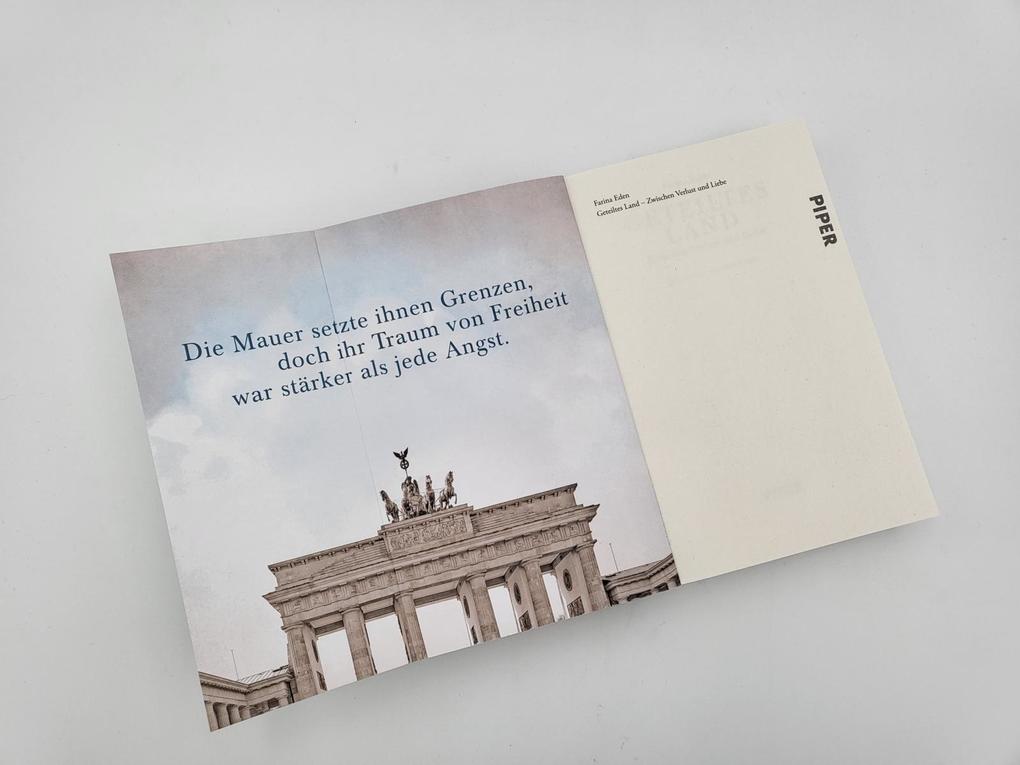 Die Mauer setzte ihnen Grenzen,
doch ihr Traum von Freiheit
war stärker als jede Angst.
Farina Eden
Geteiltes Land – Zwischen Verlust und Liebe
PIPER